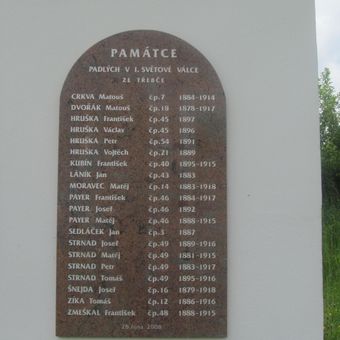 PAMÁTCE
PADLÝCH V I. SVĚTOVÉ VÁLCE
ZE TŘEBČE
CRKVA Matouš čp. 7 1884-1914
DVOŘÁK Matouš čp. 18 1878-1917
HRUŠKA František čp. 45 1897
HRUŠKA Václav čp. 45 1896
HRUŠKA Petr čp. 54 1891
HRUŠKA Vojtěch čp. 21 1889
KUBÍN František čp. 40 1895-1915
LÁNÍK Jan čp. 43 1883
MORAVEC Matěj čp. 14 1883-1918
PAYER František čp. 46 1884-1917
PAYER Josef čp. 46 1892
PAYER Matěj čp. 46 1888-1915
SEDLÁČEK Jan čp. 3 1887
STRNAD Josef čp. 49 1889-1916
STRNAD Matěj čp. 49 1881-1915
STRNAD Petr čp. 49 1883-1917
STRNAD Tomáš čp. 49 1895-1916
ŠNEJDA Josef čp. 16 1879-1918
ZÍKA Tomáš čp. 12 1886-1916
ZMEŠKAL František čp. 48 1888-1915
28. října 2008